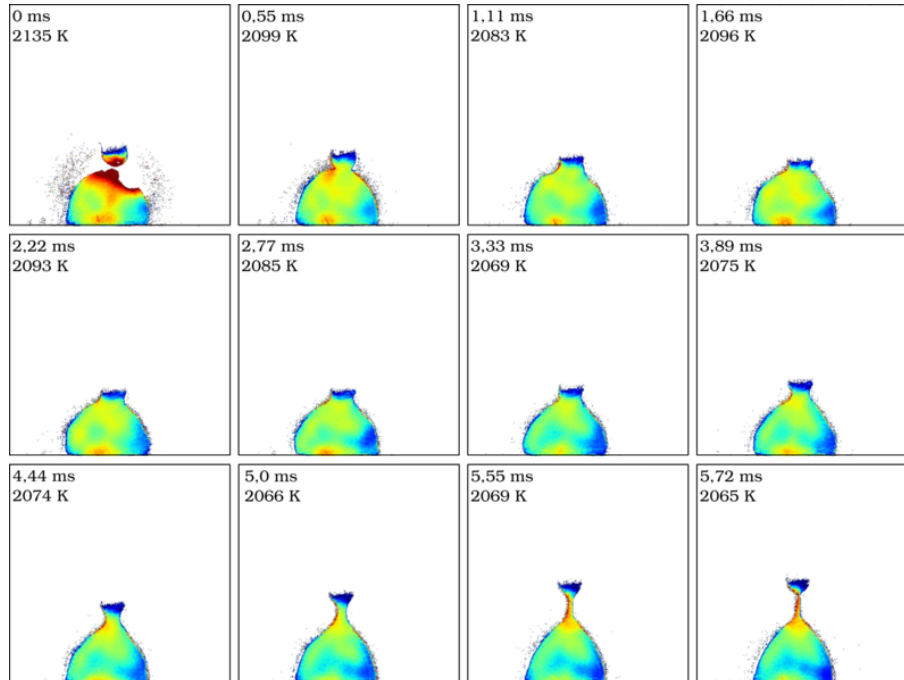 0 ms
2135 K
0,55 ms
2099 K
1,11 ms
2083 K
1,66 ms
2096 K
2,22 ms
2093 K
2,77 ms
2085 K
3,33 ms
2069 K
3,89 ms
2075 K
4,44 ms
2074 K
5,0 ms
2066 K
5,55 ms
2069 K
5,72 ms
2065 K